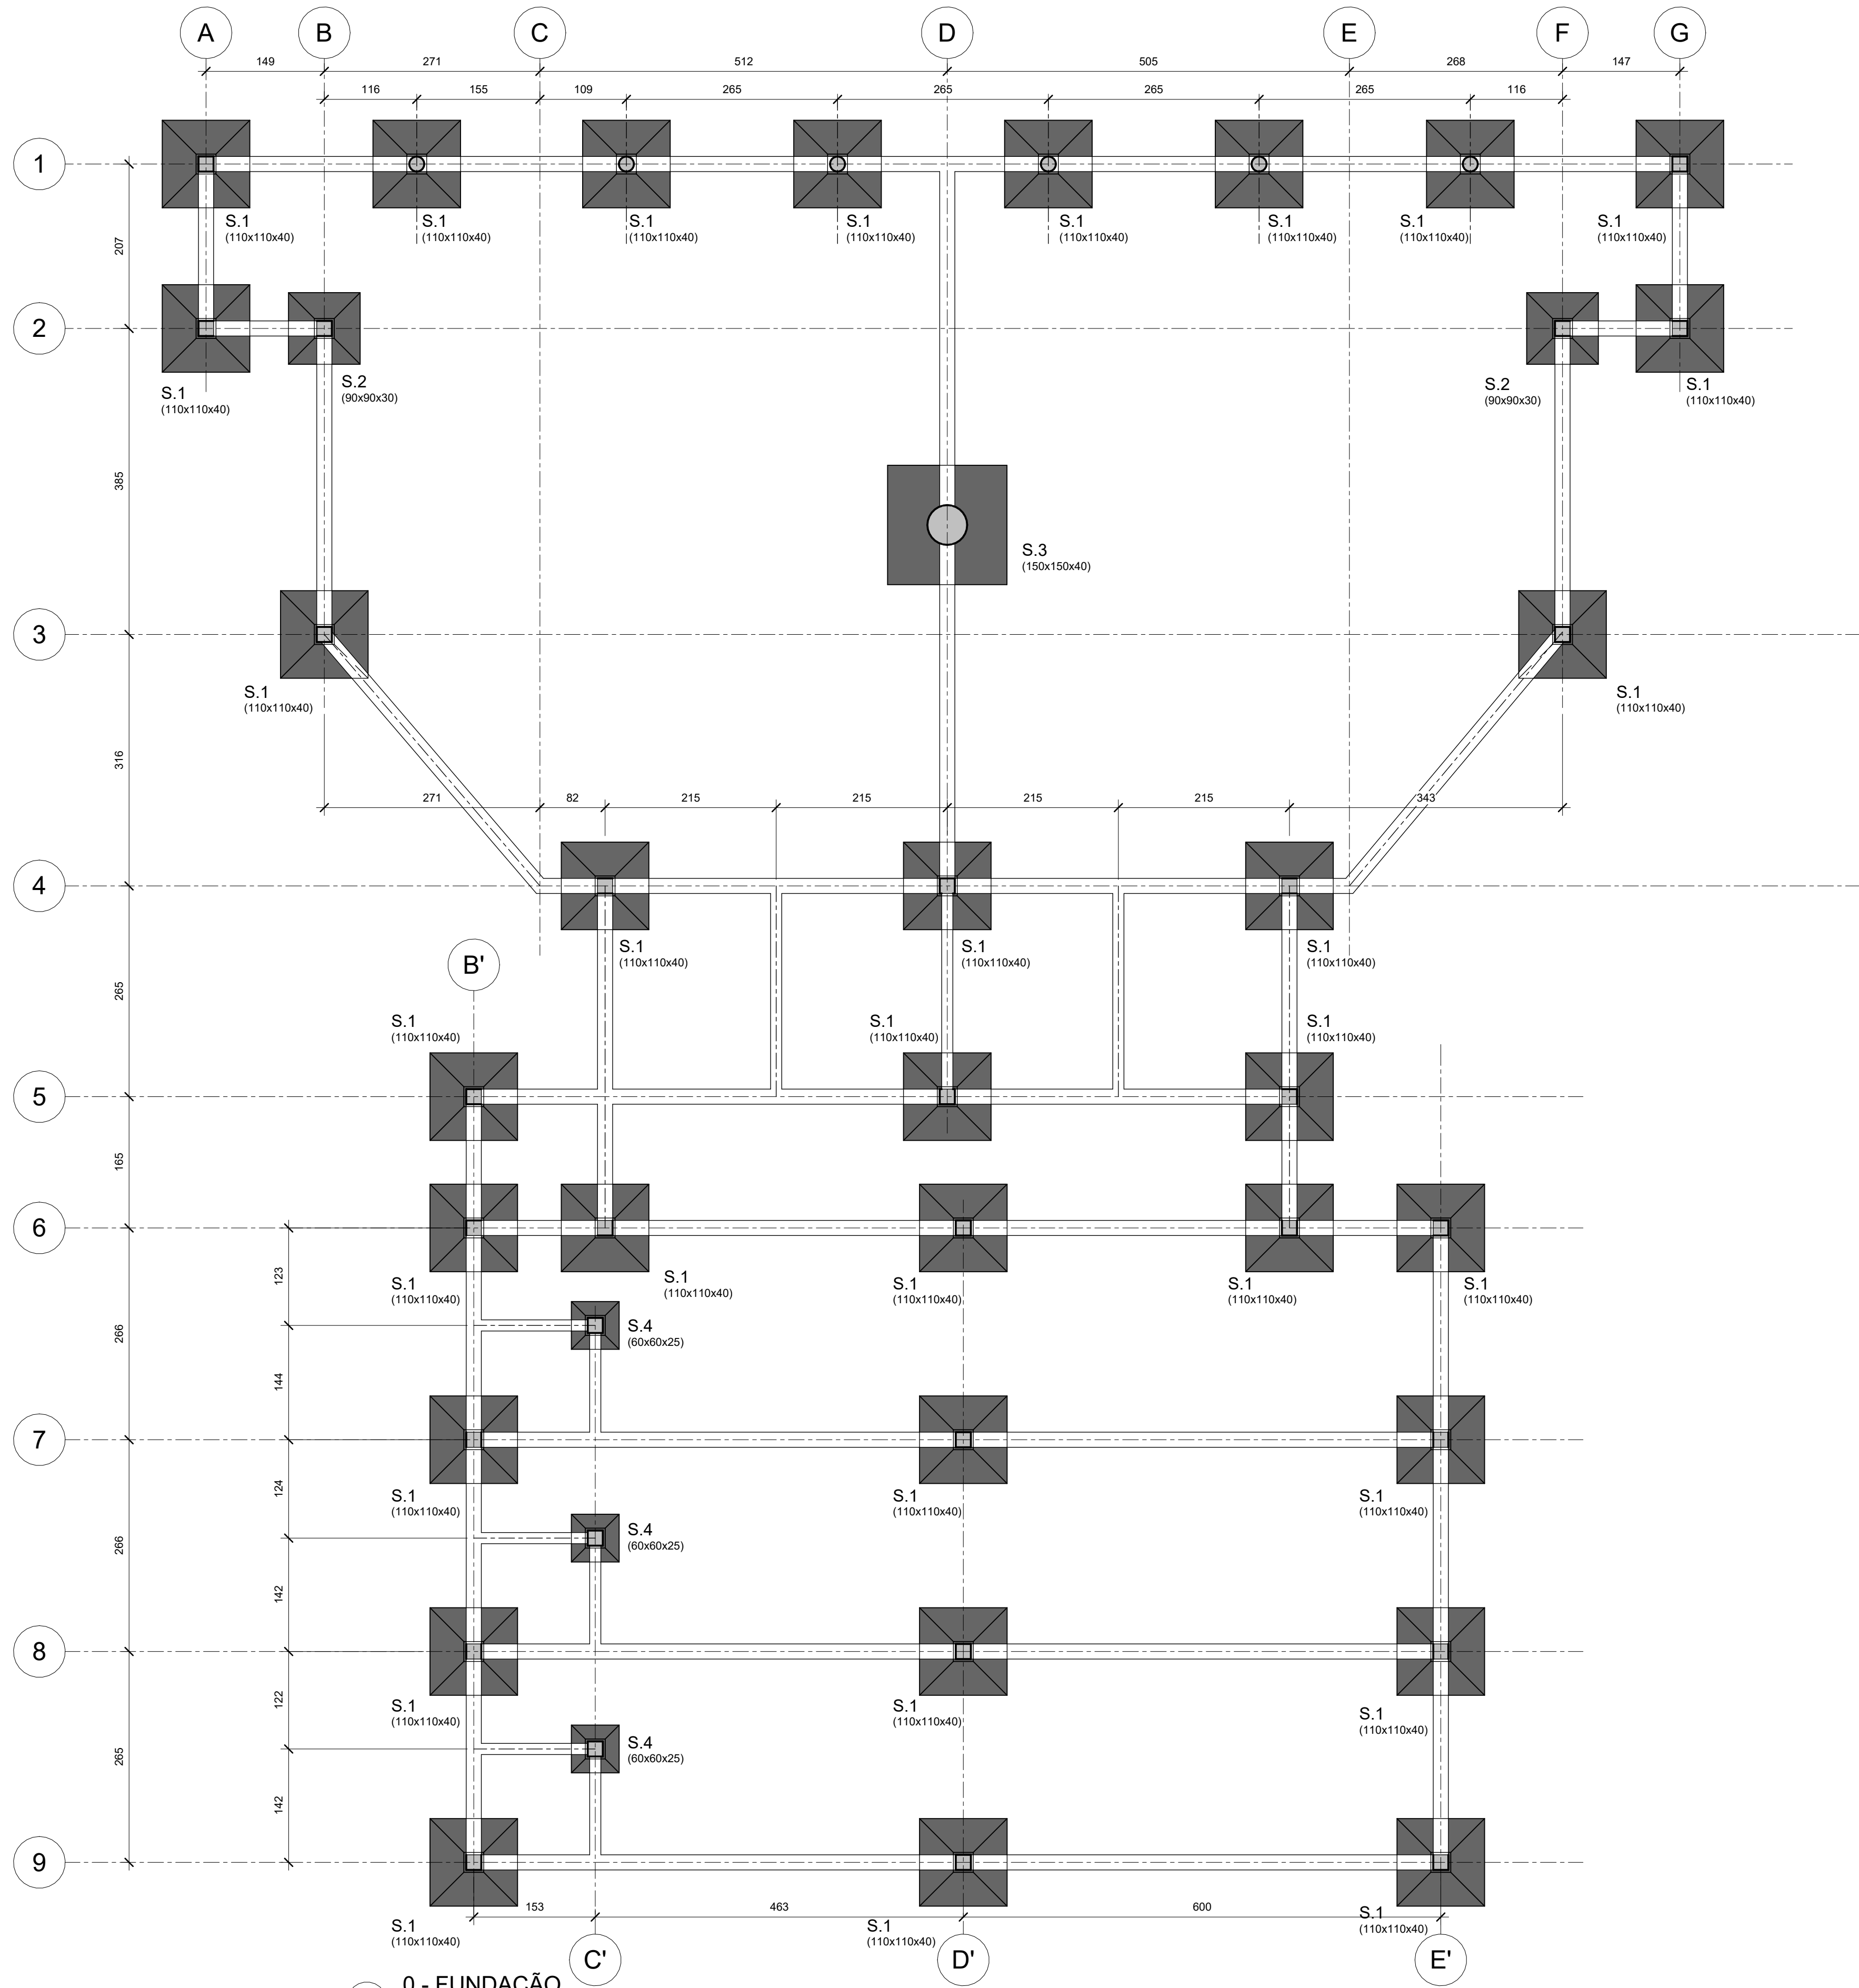 A B C D E F G
149 271 512 505 268 147
116 155 109 265 265 265 265 116
1
S.1 S.1 S.1 S.1 S.1 S.1 S.1 S.1
(110x110x40) (110x110x40) (110x110x40) (110x110x40) (110x110x40) (110x110x40) (110x110x40) (110x110x40)
207
2
S.2 S.2 S.1
(90x90x30) (90x90x30) (110x110x40)
S.1
(110x110x40)
385
S.3
(150x150x40)
3
S.1 S.1
(110x110x40) (110x110x40)
316
271 82 215 215 215 215 343
4
S.1 S.1 S.1
(110x110x40) (110x110x40) (110x110x40)
B'
265
S.1 S.1 S.1
(110x110x40) (110x110x40) (110x110x40)
5
165
6
S.1 S.1 S.1 S.1 S.1
(110x110x40) (110x110x40) (110x110x40) (110x110x40) (110x110x40)
123
266
S.4
(60x60x25)
144
7
S.1 S.1 S.1
(110x110x40) (110x110x40) (110x110x40)
124
266
S.4
(60x60x25)
142
8
S.1 S.1 S.1
(110x110x40) (110x110x40) (110x110x40)
122
265
S.4
(60x60x25)
142
9
153 463 600
S.1 S.1 S.1
(110x110x40) (110x110x40) (110x110x40)
C' D' E'
0 - FUNDAÇÃO